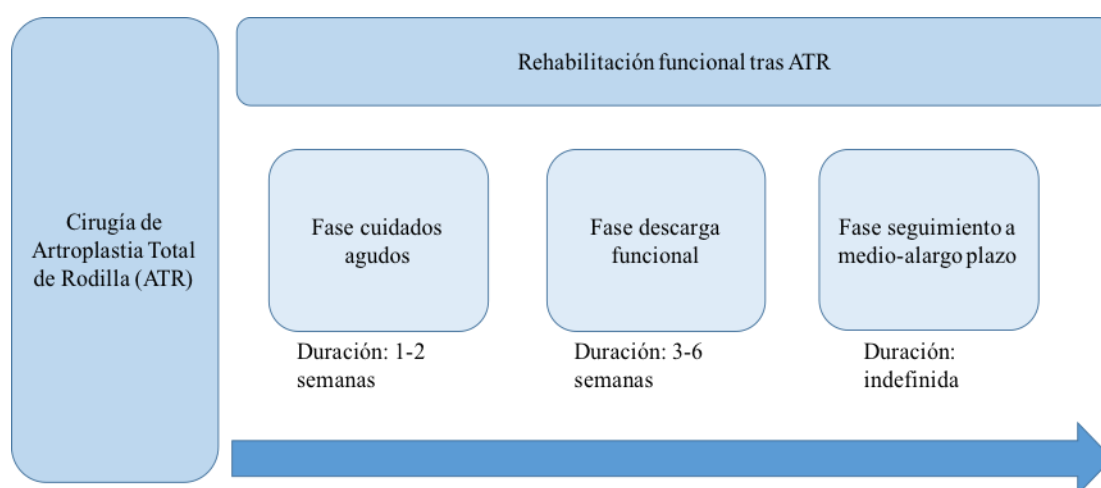 Cirugía de
Artroplastia Total
de Rodilla (ATR)
Rehabilitación funcional tras ATR
Fase cuidados
agudos
Duración: 1-2
semanas
Fase descarga
funcional
Duración: 3-6
semanas
Fase seguimiento a
medio-alargo plazo
Duración:
indefinida